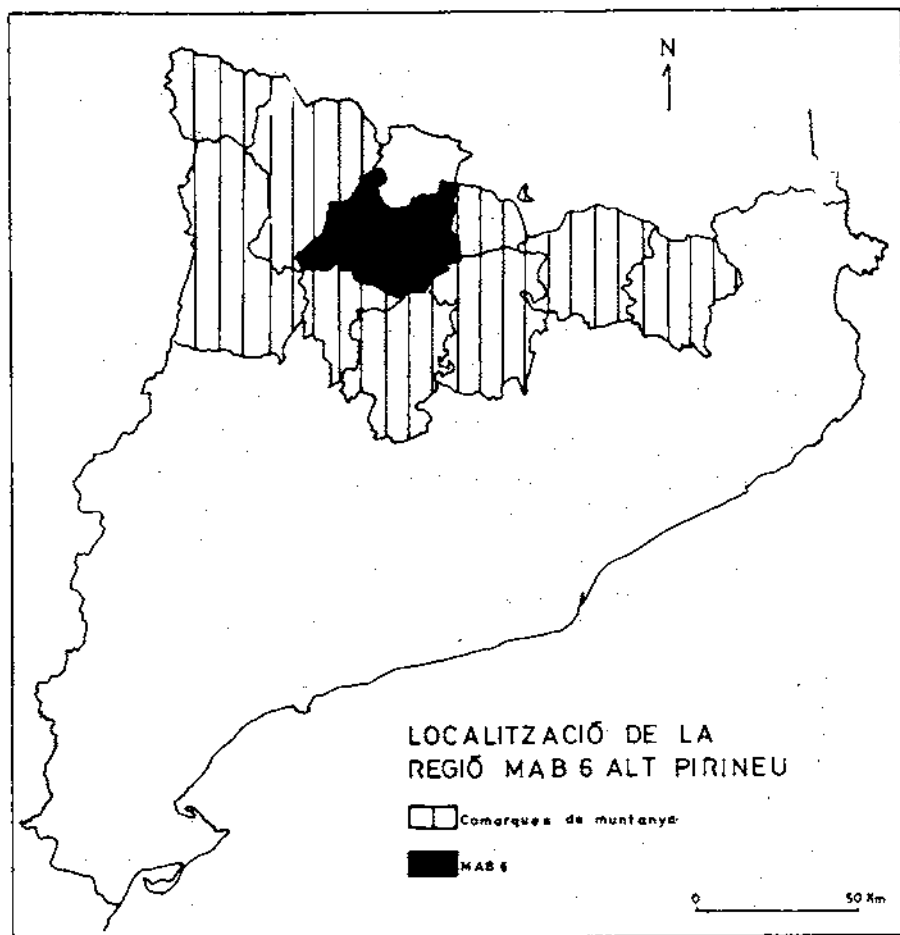 N
LOCALITZACIÓ DE LA
REGIÓ MAB 6 ALT PIRINEU
Comarques de muntanya
MAB 6
0 50 Km